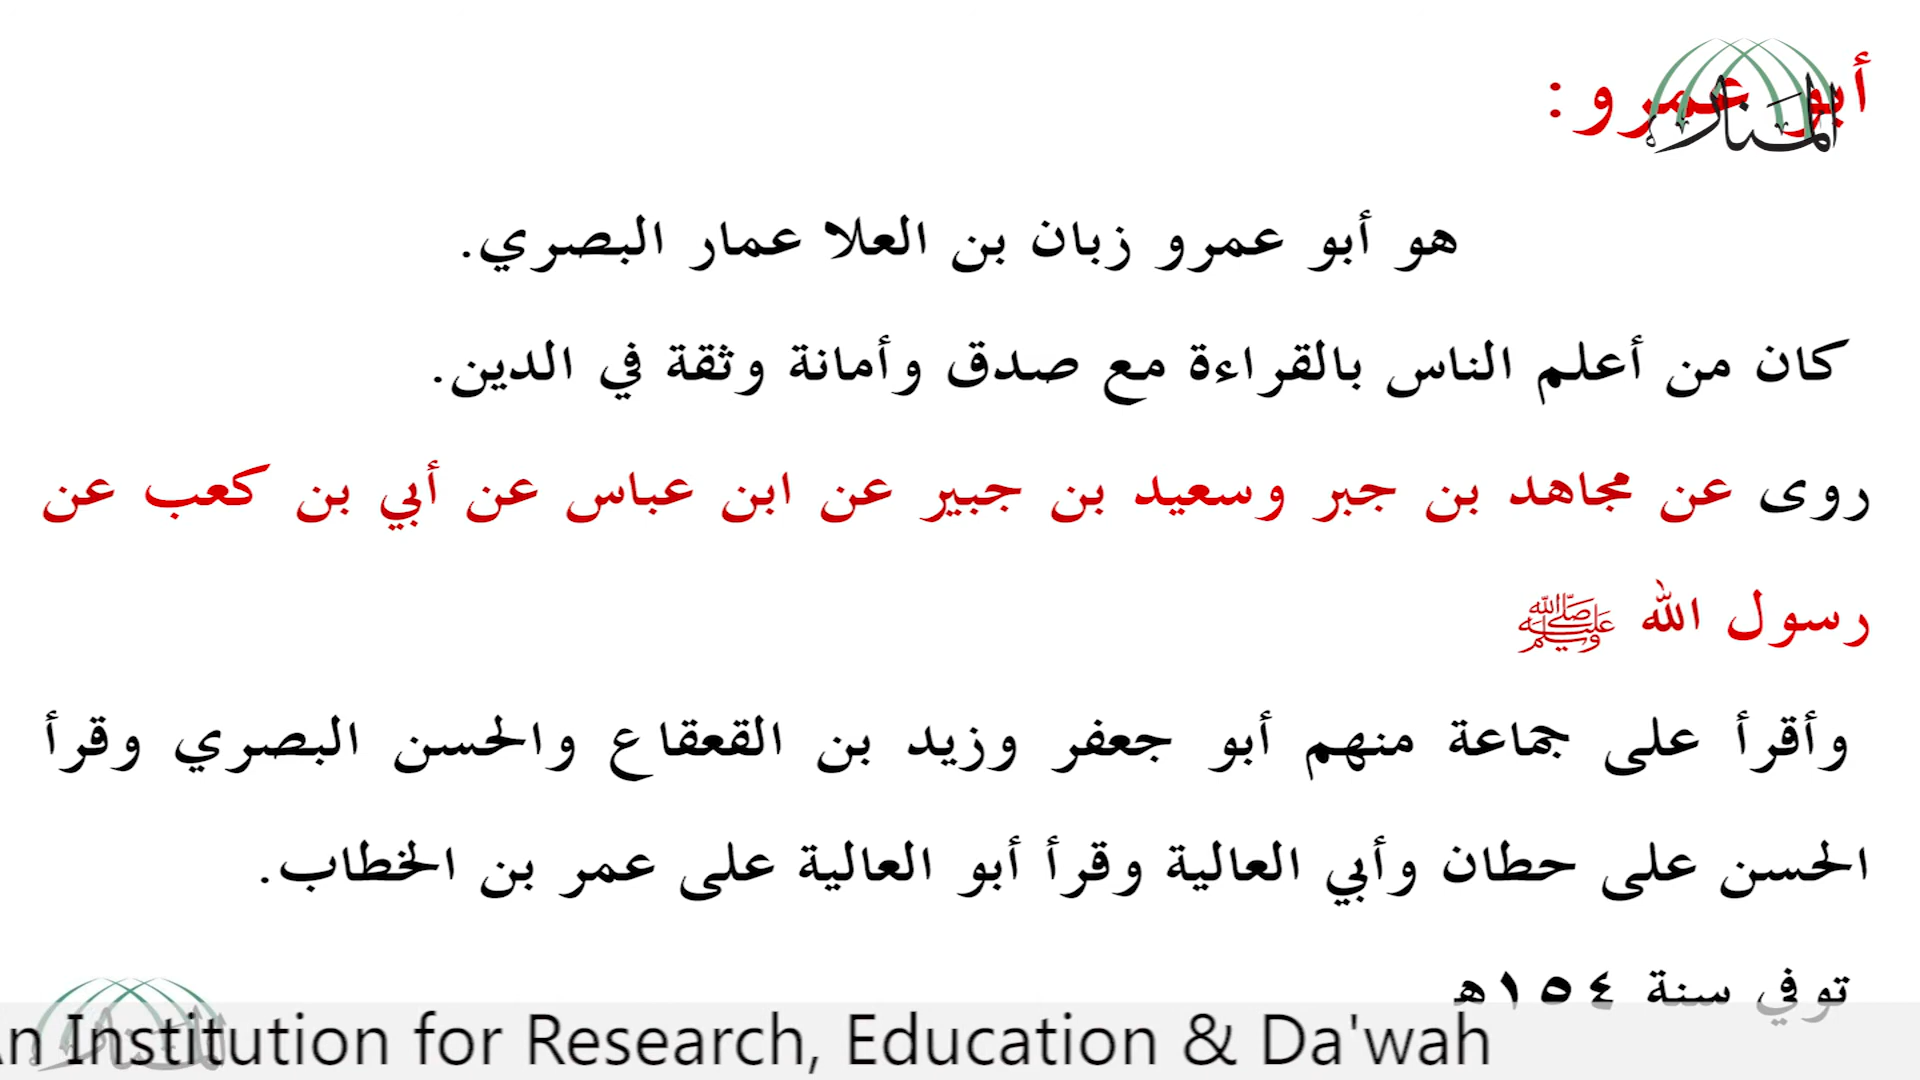 أبو عمرو:
المنار
هو أبو عمرو زبان بن العلا عمار البصري.
كان من أعلم الناس بالقراءة مع صدق وأمانة وثقة في الدين.
روى عن مجاهد بن جبر وسعيد بن جبير عن ابن عباس عن أبي بن كعب عن
رسول الله ﷺ
وأقرأ على جماعة منهم أبو جعفر وزيد بن القعقاع والحسن البصري وقرأ
الحسن على حطان وأبي العالية وقرأ أبو العالية على عمر بن الخطاب.
توفي سنة ١٥٤هـ
المنار
An Institution for Research, Education & Da'wah